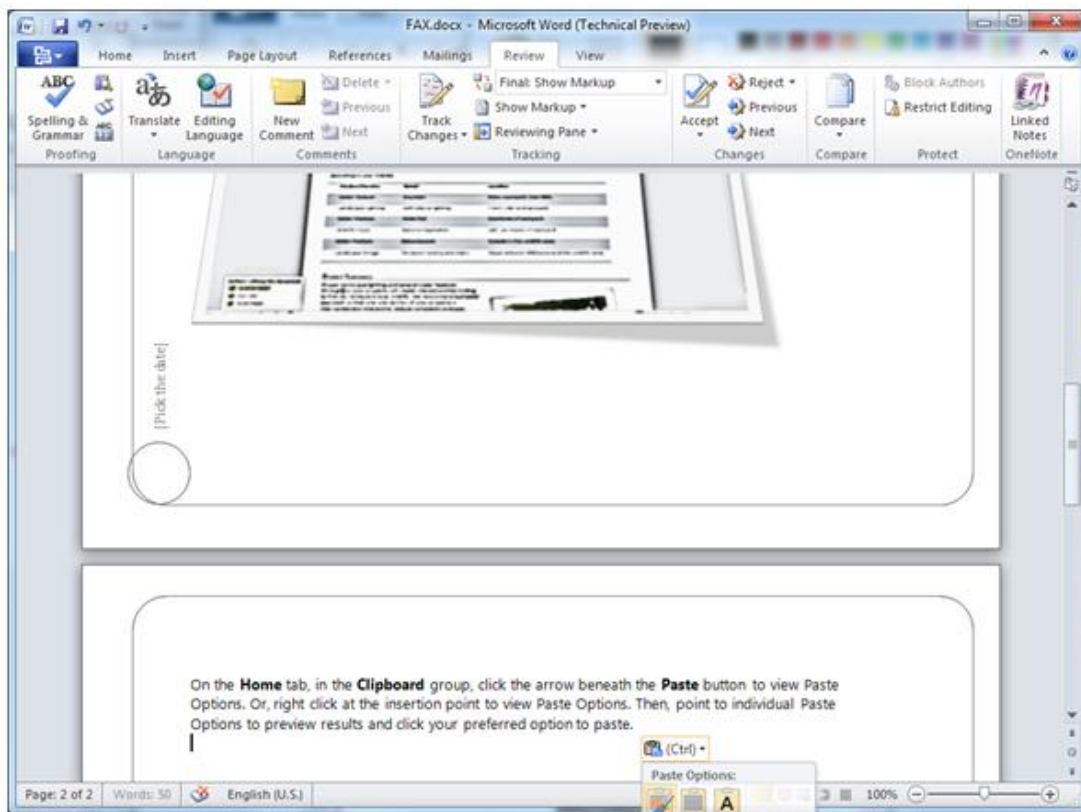 FAX.docx - Microsoft Word (Technical Preview)
Home Insert Page Layout References Mailings Review View
ABC
Spelling & Grammar
Proofing
Translate
Editing Language
Language
New Comment
Delete
Previous
Next
Comments
Track Changes
Final: Show Markup
Show Markup
Reviewing Pane
Tracking
Accept
Reject
Previous
Next
Changes
Compare
Compare
Block Authors
Restrict Editing
Protect
Linked Notes
OneNote
[Pick the date]
On the Home tab, in the Clipboard group, click the arrow beneath the Paste button to view Paste
Options. Or, right click at the insertion point to view Paste Options. Then, point to individual Paste
Options to preview results and click your preferred option to paste.
(Ctrl)
Paste Options:
A
Page: 2 of 2 Words: 50 English (U.S.) 100%